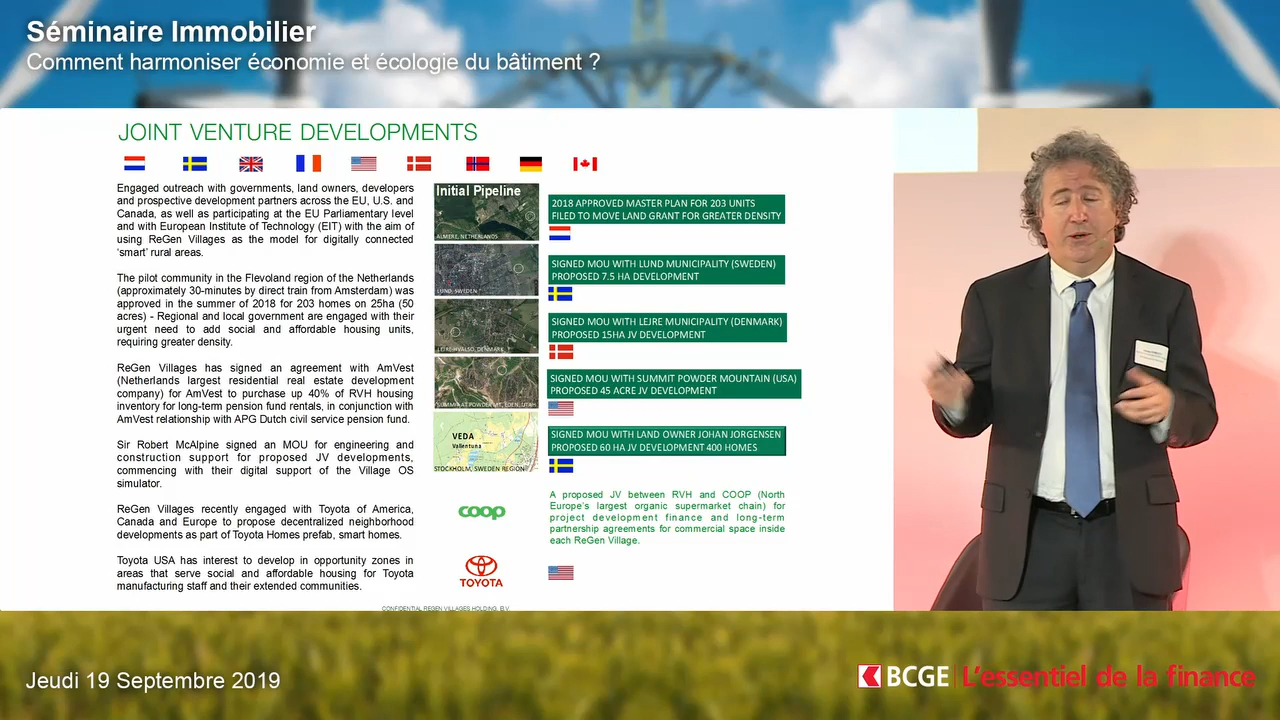 Séminaire Immobilier
Comment harmoniser économie et écologie du bâtiment ?
JOINT VENTURE DEVELOPMENTS
Engaged outreach with governments, land owners, developers
and prospective development partners across the EU, U.S. and
Canada, as well as participating at the EU Parliamentary level
and with European Institute of Technology (EIT) with the aim of
using ReGen Villages as the model for digitally connected
‘smart’ rural areas.
The pilot community in the Flevoland region of the Netherlands
(approximately 30-minutes by direct train from Amsterdam) was
approved in the summer of 2018 for 203 homes on 25ha (50
acres) - Regional and local government are engaged with their
urgent need to add social and affordable housing units,
requiring greater density.
ReGen Villages has signed an agreement with AmVest
(Netherlands largest residential real estate development
company) for AmVest to purchase up 40% of RVH housing
inventory for long-term pension fund rentals, in conjunction with
AmVest relationship with APG Dutch civil service pension fund.
Sir Robert McAlpine signed an MOU for engineering and
construction support for proposed JV developments,
commencing with their digital support of the Village OS
simulator.
ReGen Villages recently engaged with Toyota of America,
Canada and Europe to propose decentralized neighborhood
developments as part of Toyota Homes prefab, smart homes.
Toyota USA has interest to develop in opportunity zones in
areas that serve social and affordable housing for Toyota
manufacturing staff and their extended communities.
Initial Pipeline
ALMERE, NETHERLANDS
2018 APPROVED MASTER PLAN FOR 203 UNITS
FILED TO MOVE LAND GRANT FOR GREATER DENSITY
LUND, SWEDEN
SIGNED MOU WITH LUND MUNICIPALITY (SWEDEN)
PROPOSED 7.5 HA DEVELOPMENT
LEJRE-HVALSO, DENMARK
SIGNED MOU WITH LEJRE MUNICIPALITY (DENMARK)
PROPOSED 15HA JV DEVELOPMENT
SUMMIT AT POWDER MT, EDEN, UTAH
SIGNED MOU WITH SUMMIT POWDER MOUNTAIN (USA)
PROPOSED 45 ACRE JV DEVELOPMENT
VEDA
Vallentuna
STOCKHOLM, SWEDEN REGION
SIGNED MOU WITH LAND OWNER JOHAN JORGENSEN
PROPOSED 60 HA JV DEVELOPMENT 400 HOMES
coop
A proposed JV between RVH and COOP (North
Europe's largest organic supermarket chain) for
project development finance and long-term
partnership agreements for commercial space inside
each ReGen Village.
TOYOTA
CONFIDENTIAL REGEN VILLAGES HOLDING, B.V.
Jeudi 19 Septembre 2019
BCGE L'essentiel de la finance